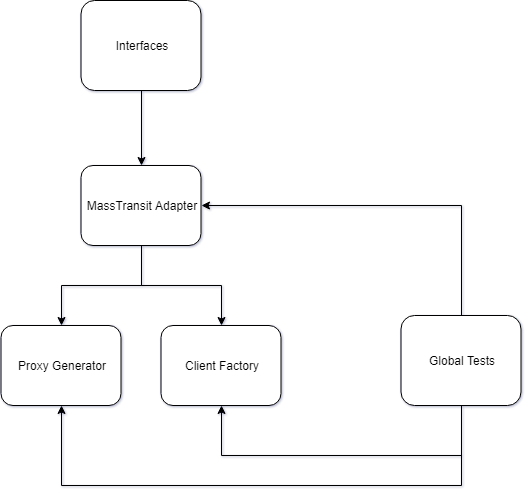 Interfaces
MassTransit Adapter
Proxy Generator
Client Factory
Global Tests